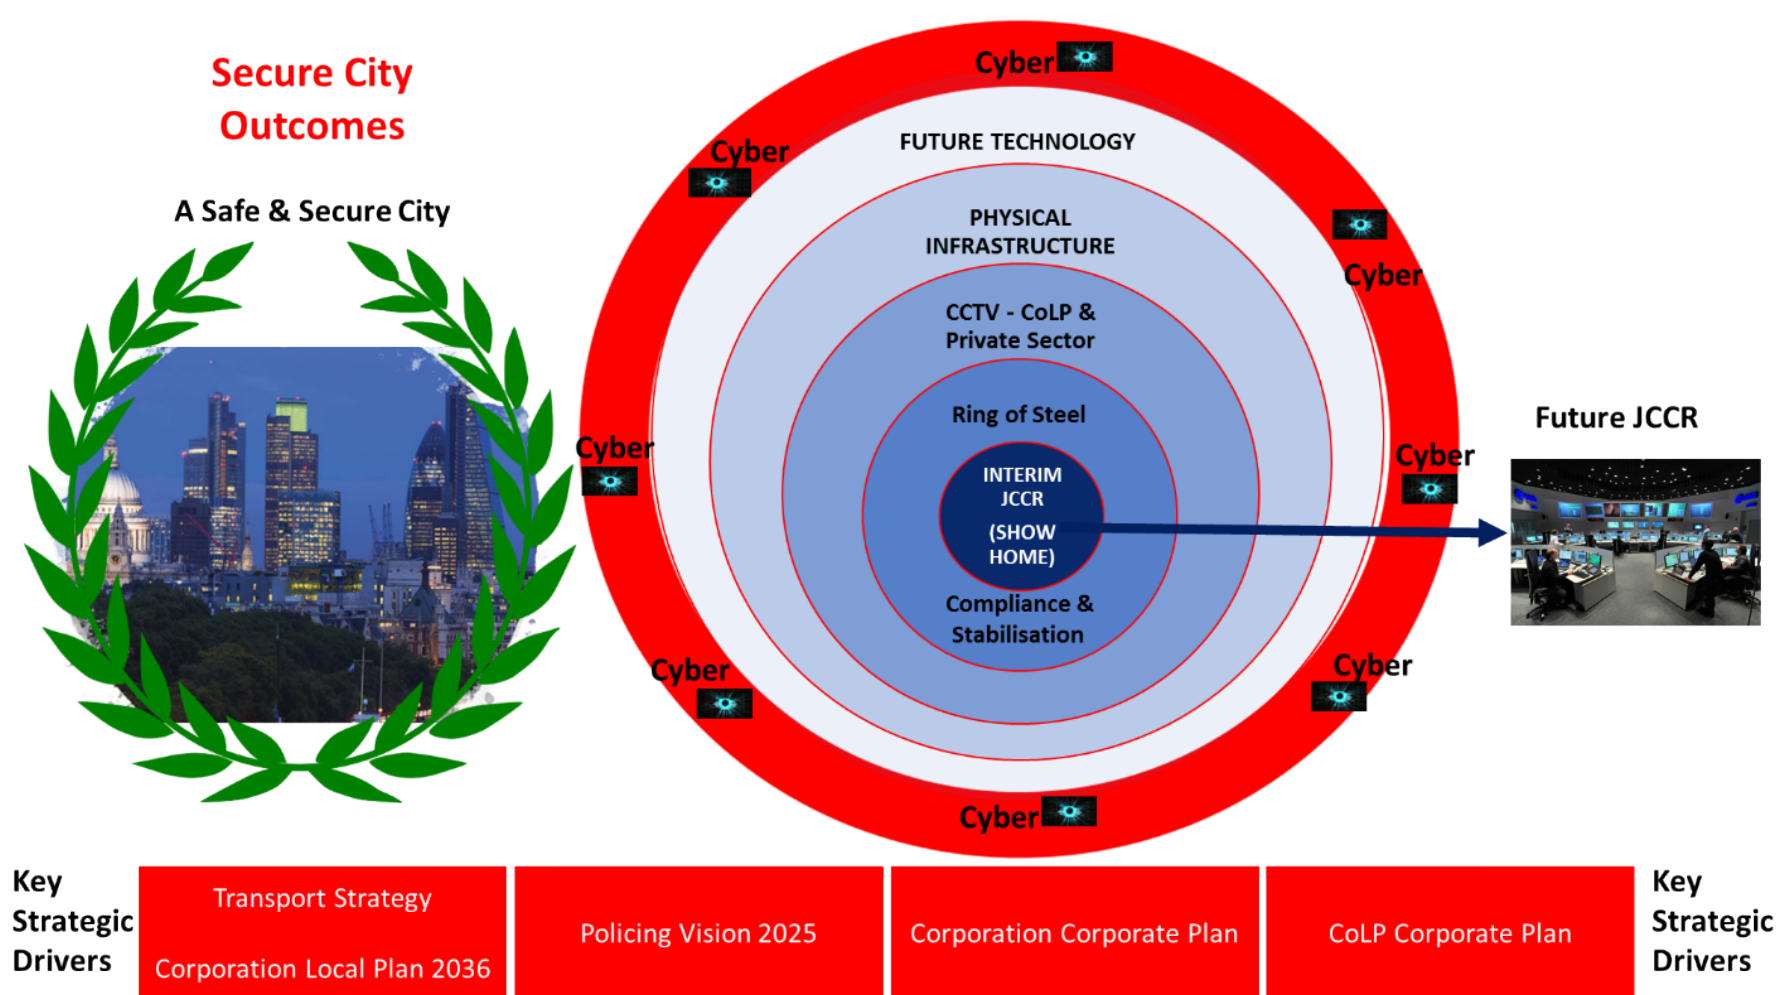 Secure City
Outcomes
A Safe & Secure City
Cyber
Cyber
FUTURE TECHNOLOGY
PHYSICAL
INFRASTRUCTURE
Cyber
CCTV - CoLP &
Private Sector
Ring of Steel
Cyber
Cyber
INTERIM
JCCR
(SHOW
HOME)
Compliance &
Stabilisation
Cyber
Cyber
Cyber
Future JCCR
Key
Strategic
Drivers
Transport Strategy
Corporation Local Plan 2036
Policing Vision 2025
Corporation Corporate Plan
CoLP Corporate Plan
Key
Strategic
Drivers